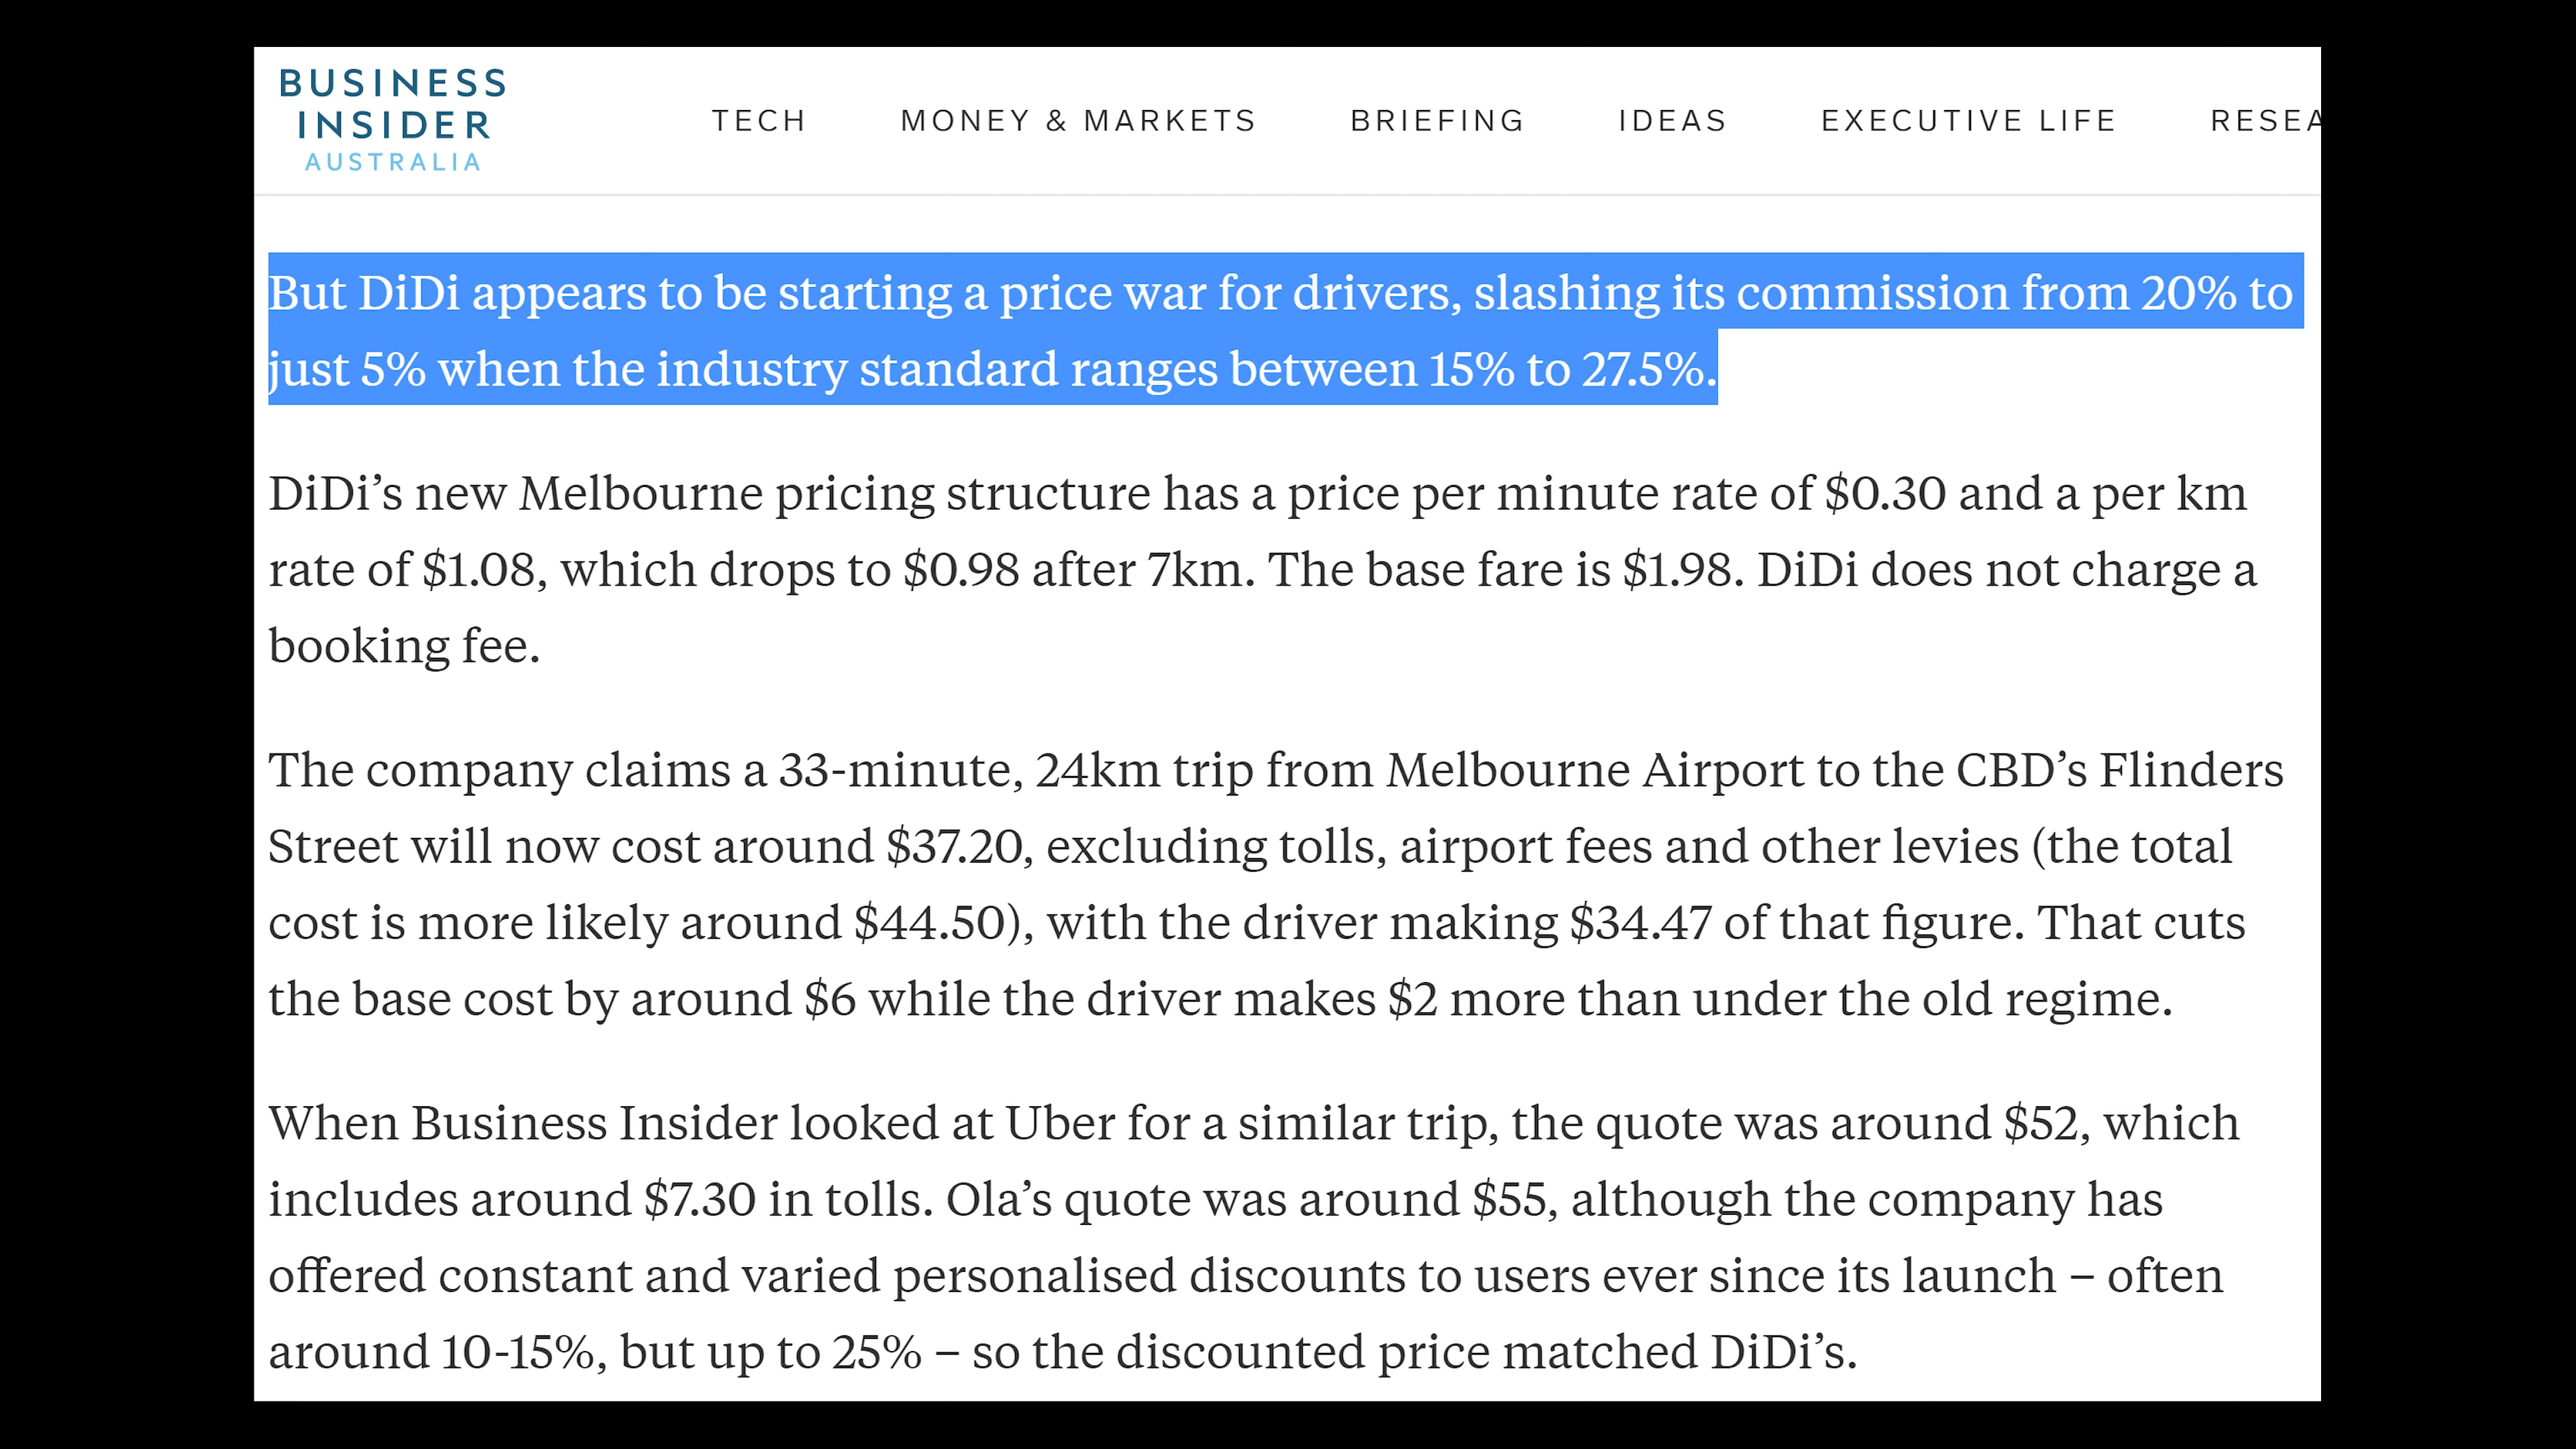 BUSINESS
INSIDER
AUSTRALIA
TECH MONEY & MARKETS BRIEFING IDEAS EXECUTIVE LIFE RESEA
But DiDi appears to be starting a price war for drivers, slashing its commission from 20% to
just 5% when the industry standard ranges between 15% to 27.5%.
DiDi’s new Melbourne pricing structure has a price per minute rate of $0.30 and a per km
rate of $1.08, which drops to $0.98 after 7km. The base fare is $1.98. DiDi does not charge a
booking fee.
The company claims a 33-minute, 24km trip from Melbourne Airport to the CBD’s Flinders
Street will now cost around $37.20, excluding tolls, airport fees and other levies (the total
cost is more likely around $44.50), with the driver making $34.47 of that figure. That cuts
the base cost by around $6 while the driver makes $2 more than under the old regime.
When Business Insider looked at Uber for a similar trip, the quote was around $52, which
includes around $7.30 in tolls. Ola’s quote was around $55, although the company has
offered constant and varied personalised discounts to users ever since its launch – often
around 10-15%, but up to 25% – so the discounted price matched DiDi’s.